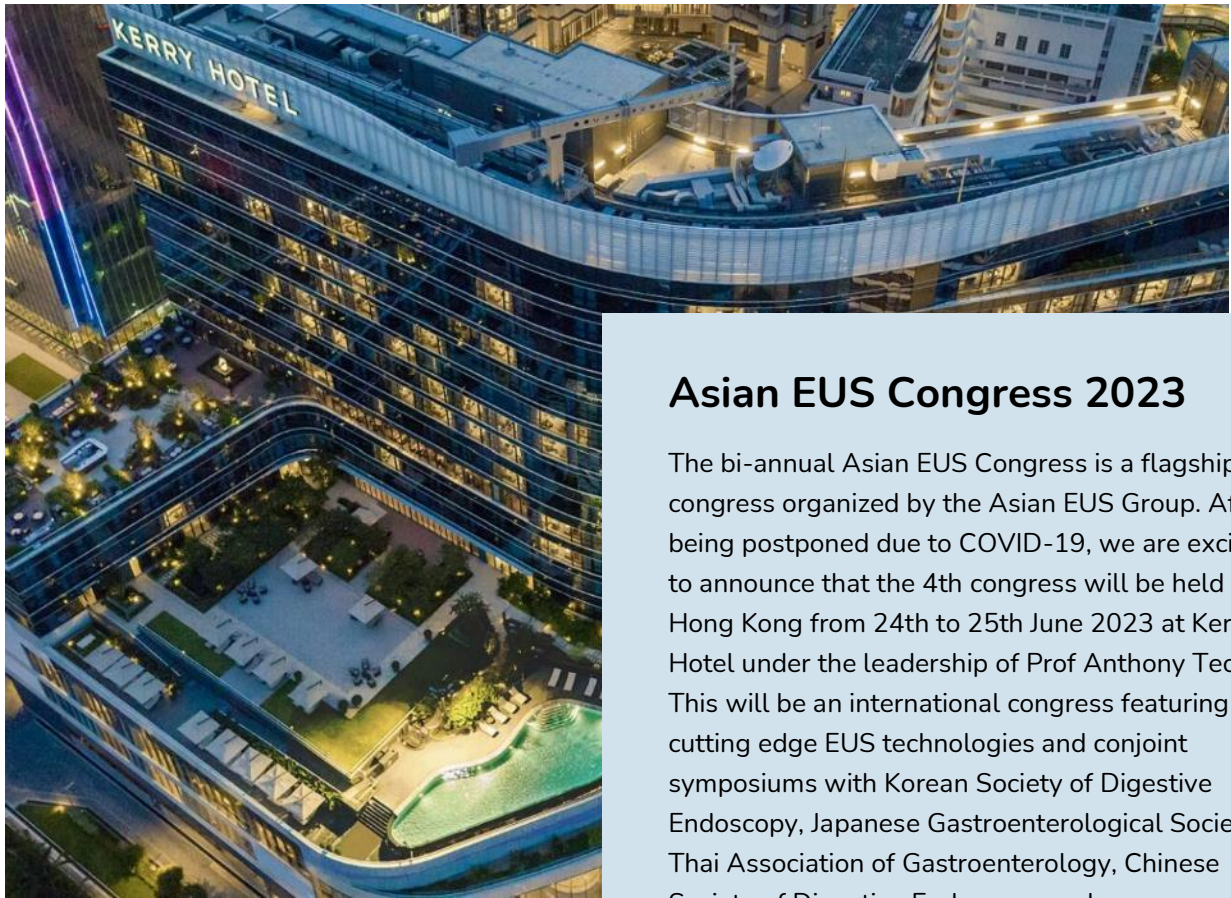 KERRY HOTEL
Asian EUS Congress 2023
The bi-annual Asian EUS Congress is a flagship
congress organized by the Asian EUS Group.
being postponed due to COVID-19, we are
to announce that the 4th congress will be held
Hong Kong from 24th to 25th June 2023 at
Hotel under the leadership of Prof Anthony
This will be an international congress featuring
cutting edge EUS technologies and conjoint
symposiums with Korean Society of Digestive
Endoscopy, Japanese Gastroenterological
Thai Association of Gastroenterology, Chinese